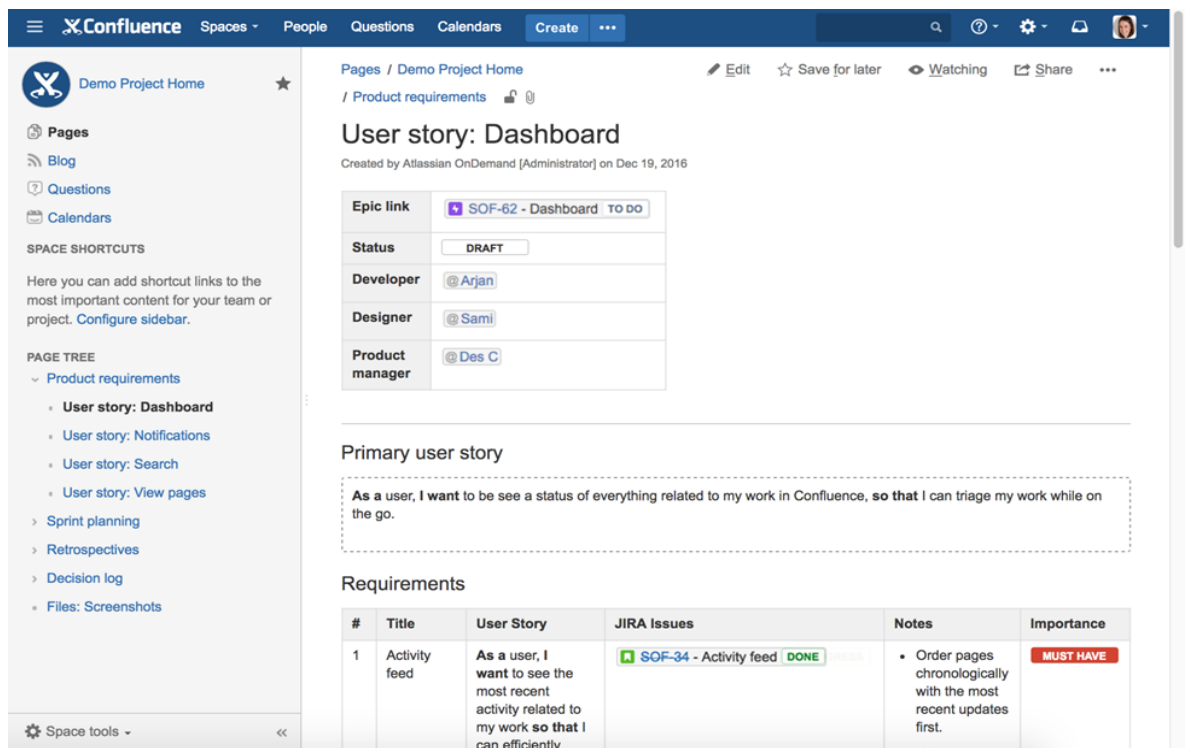 Confluence Spaces People Questions Calendars Create
Demo Project Home
Pages
Blog
Questions
Calendars
SPACE SHORTCUTS
Here you can add shortcut links to the
most important content for your team or
project. Configure sidebar.
PAGE TREE
Product requirements
User story: Dashboard
User story: Notifications
User story: Search
User story: View pages
Sprint planning
Retrospectives
Decision log
Files: Screenshots
Space tools
Pages / Demo Project Home
/ Product requirements
Edit Save for later Watching Share
User story: Dashboard
Created by Atlassian OnDemand [Administrator] on Dec 19, 2016
Epic link SOF-62 - Dashboard TO DO
Status DRAFT
Developer @Arjan
Designer @Sami
Product
manager
@Des C
Primary user story
As a user, I want to be see a status of everything related to my work in Confluence, so that I can triage my work while on
the go.
Requirements
# Title User Story JIRA Issues Notes Importance
1
Activity
feed
As a user, I
want to see the
most recent
activity related to
my work so that I
can efficiently
SOF-34 - Activity feed DONE
• Order pages
chronologically
with the most
recent updates
first.
MUST HAVE